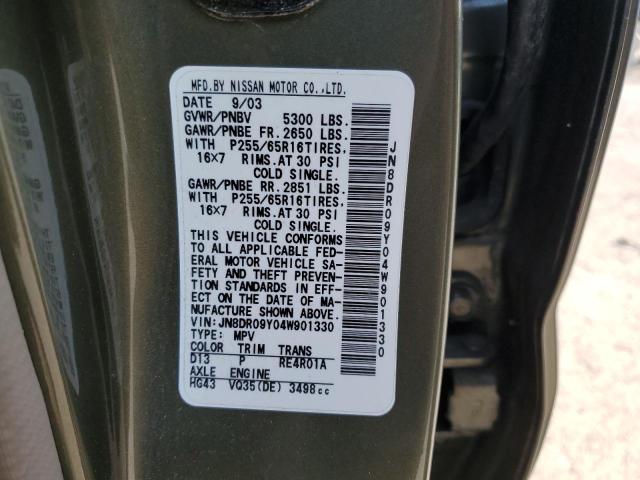 MFD.BY NISSAN MOTOR CO.,LTD.
DATE 9/03
GVWR/PNBV 5300 LBS.
GAWR/PNBE FR. 2650 LBS.
WITH P255/65R16TIRES,
16X7 RIMS.AT 30 PSI
COLD SINGLE.
GAWR/PNBE RR. 2851 LBS.
WITH P255/65R16TIRES,
16X7 RIMS.AT 30 PSI
COLD SINGLE.
THIS VEHICLE CONFORMS
TO ALL APPLICABLE FED-
ERAL MOTOR VEHICLE SA-
FETY AND THEFT PREVEN-
TION STANDARDS IN EFF-
ECT ON THE DATE OF MA-
NUFACTURE SHOWN ABOVE.
VIN: JN8DR09Y04W901330
TYPE: MPV
COLOR TRIM TRANS
D13 P RE4R01A
AXLE ENGINE
HG43 VQ35(DE) 3498cc
JN8DR09Y04W901330